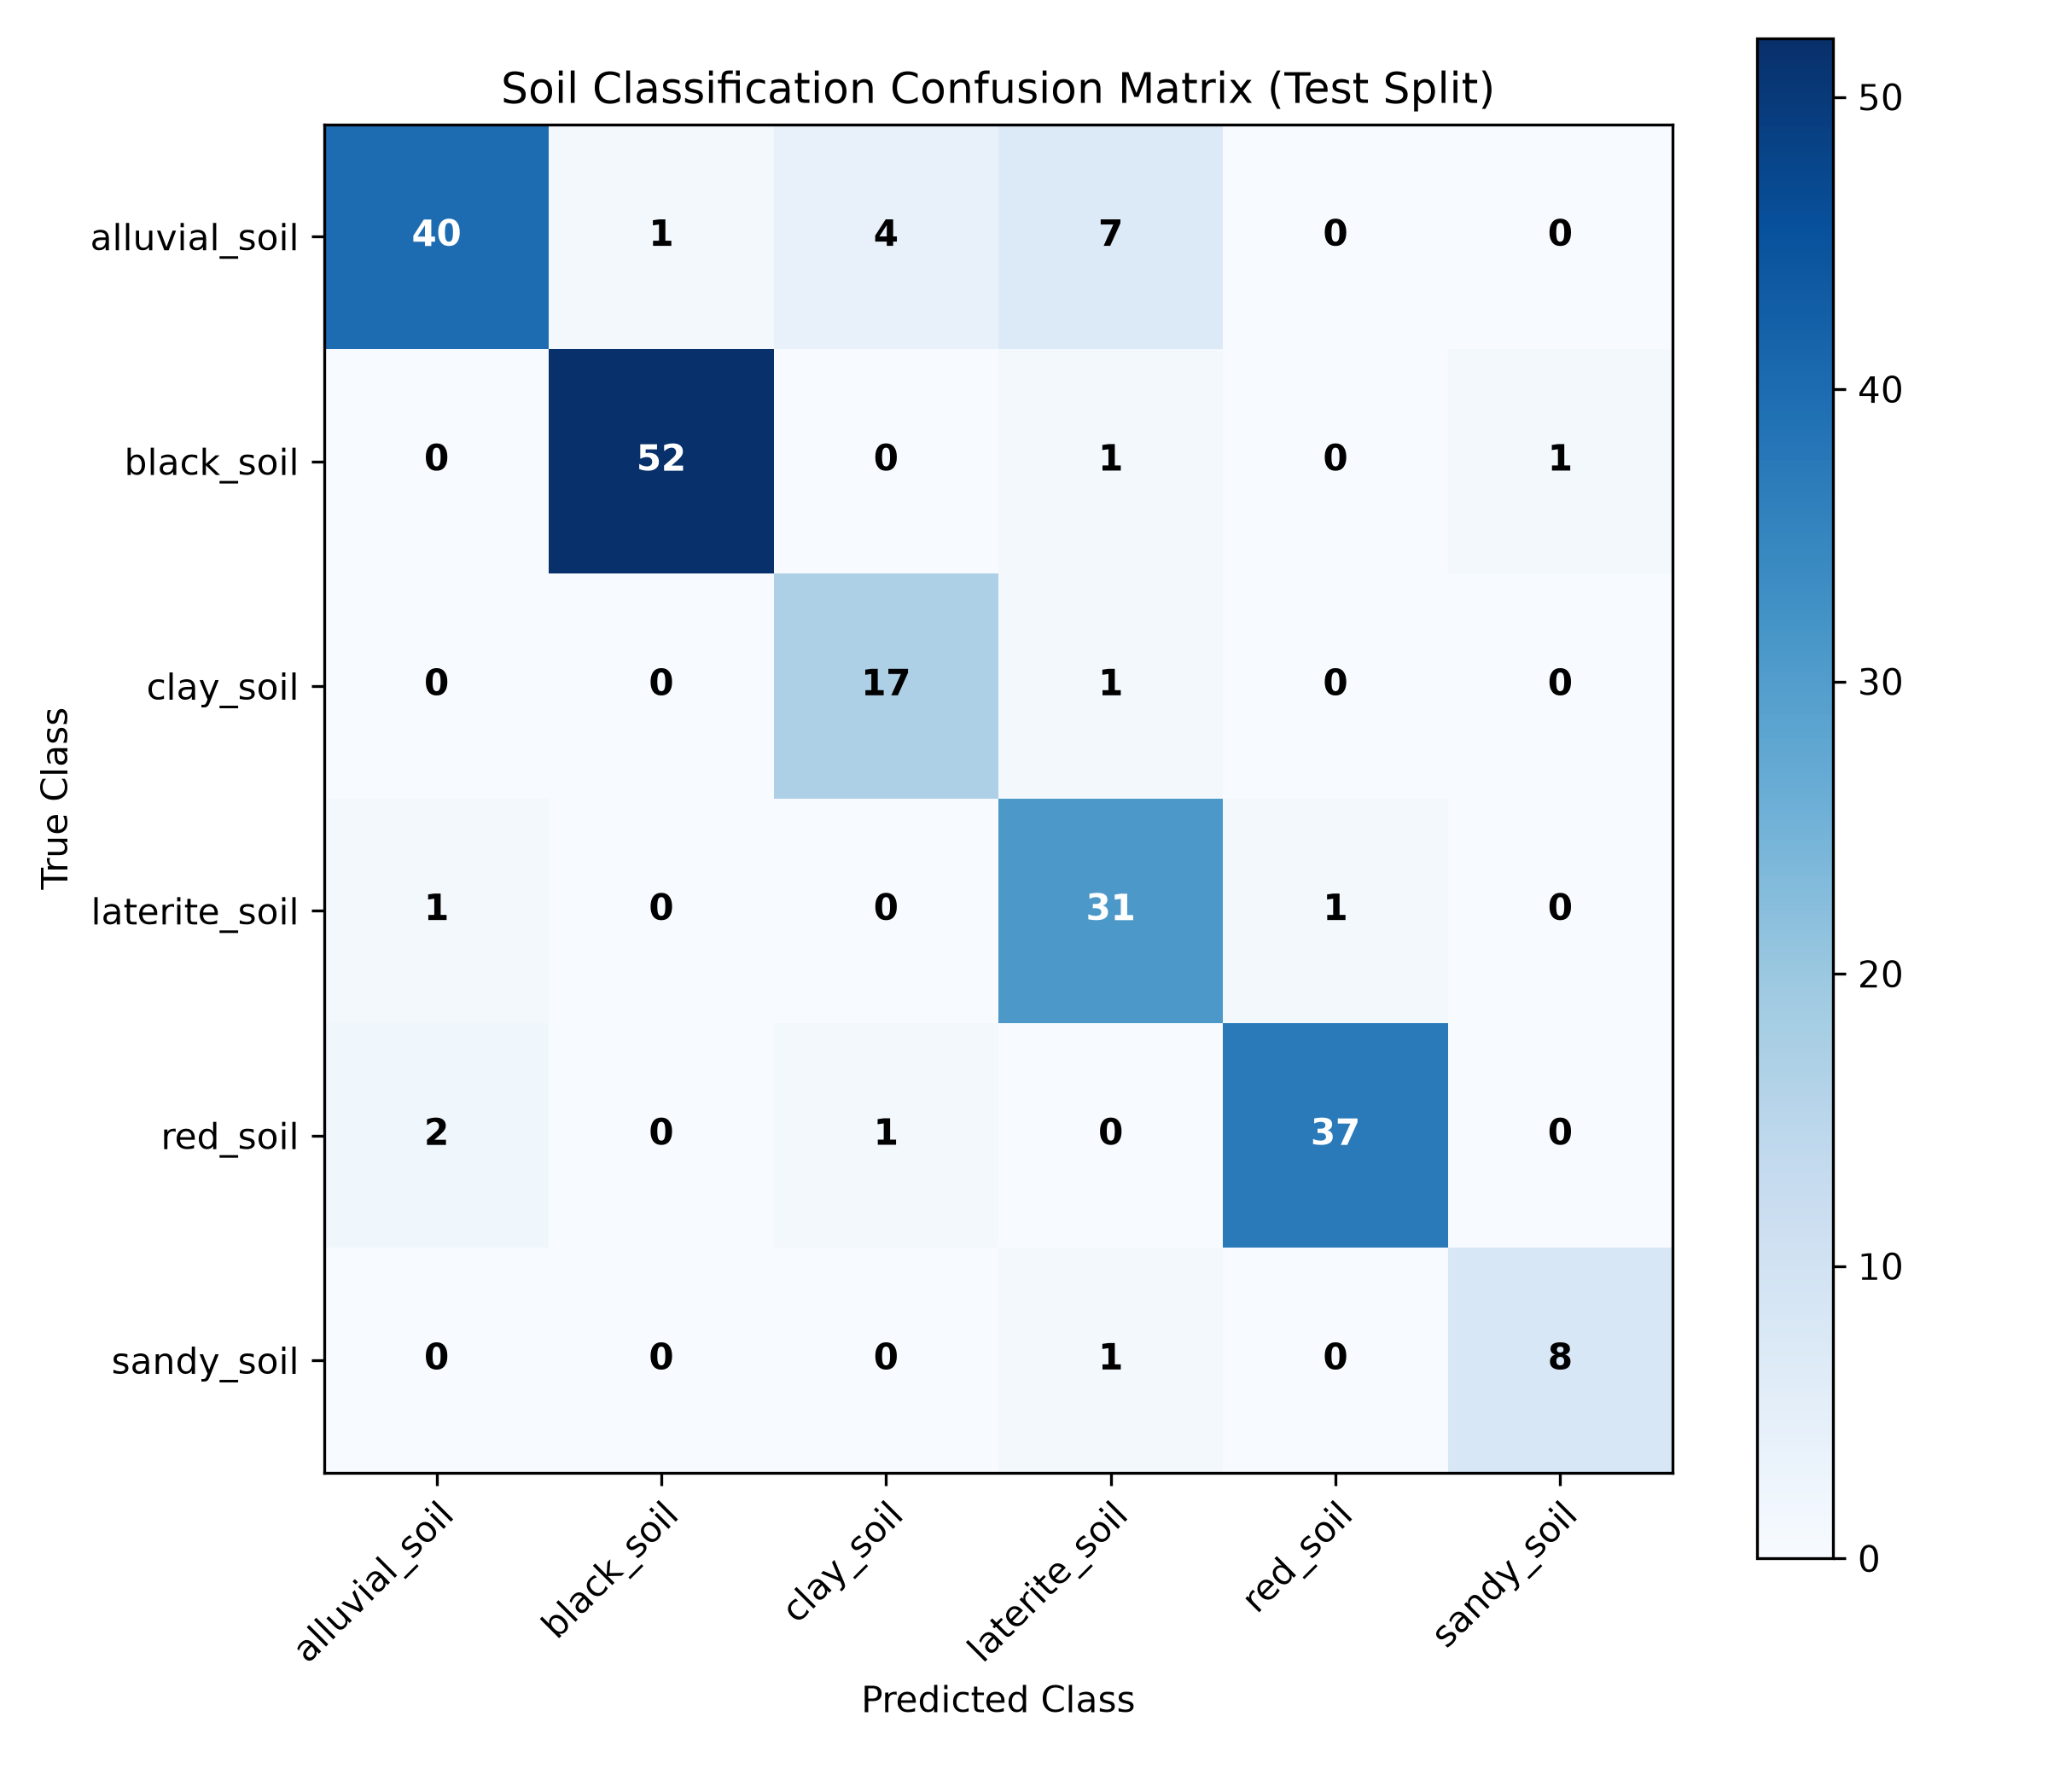 Soil Classification Confusion Matrix (Test Split)
50
alluvial_soil 40 1 4 7 0 0
40
black_soil 0 52 0 1 0 1
clay_soil 0 0 17 1 0 0
30
True Class
laterite_soil 1 0 0 31 1 0
20
red_soil 2 0 1 0 37 0
10
sandy_soil 0 0 0 1 0 8
0
alluvial_soil black_soil clay_soil laterite_soil red_soil sandy_soil
Predicted Class